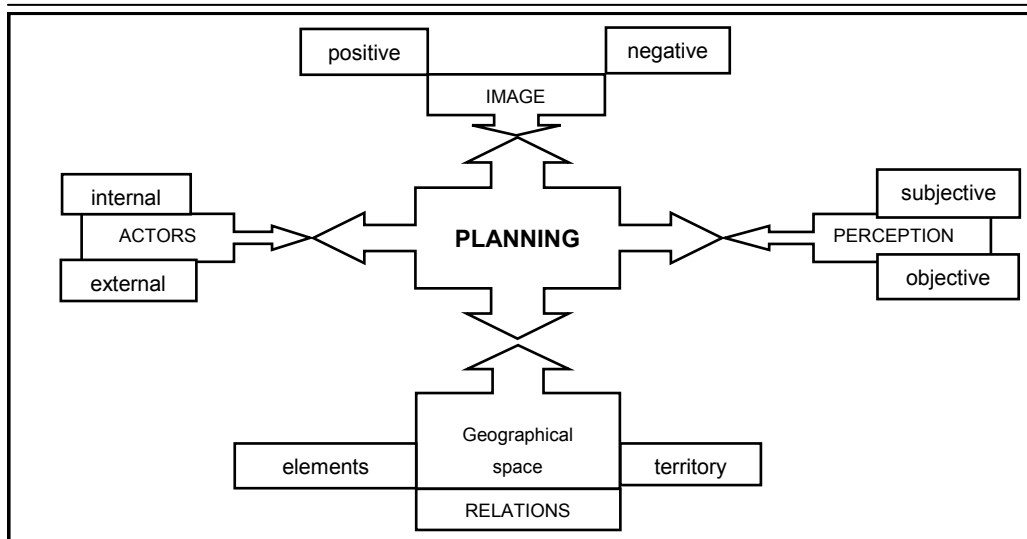 positive
negative
IMAGE
internal
ACTORS
external
PLANNING
subjective
PERCEPTION
objective
Geographical
space
elements
territory
RELATIONS